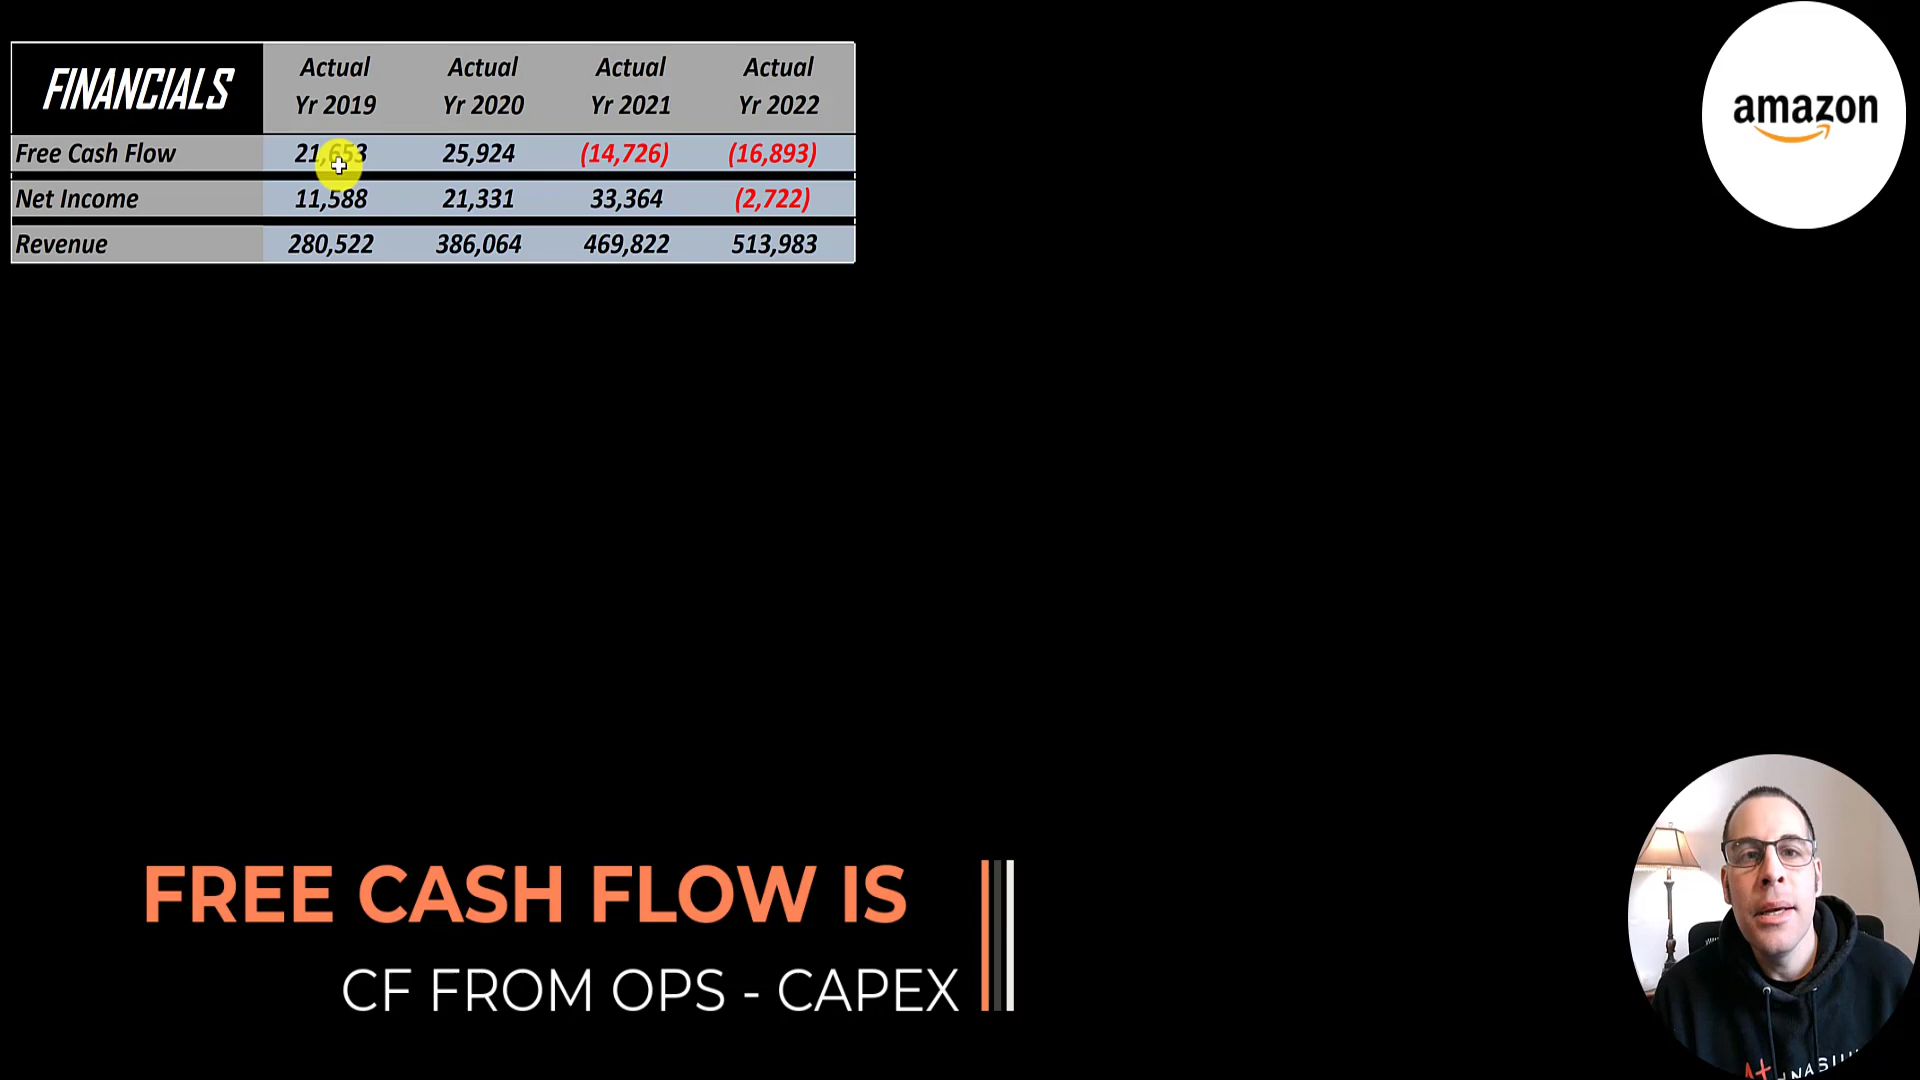 FINANCIALS
Actual Yr 2019
Actual Yr 2020
Actual Yr 2021
Actual Yr 2022
Free Cash Flow 21,653 25,924 (14,726) (16,893)
Net Income 11,588 21,331 33,364 (2,722)
Revenue 280,522 386,064 469,822 513,983
amazon
FREE CASH FLOW IS
CF FROM OPS - CAPEX